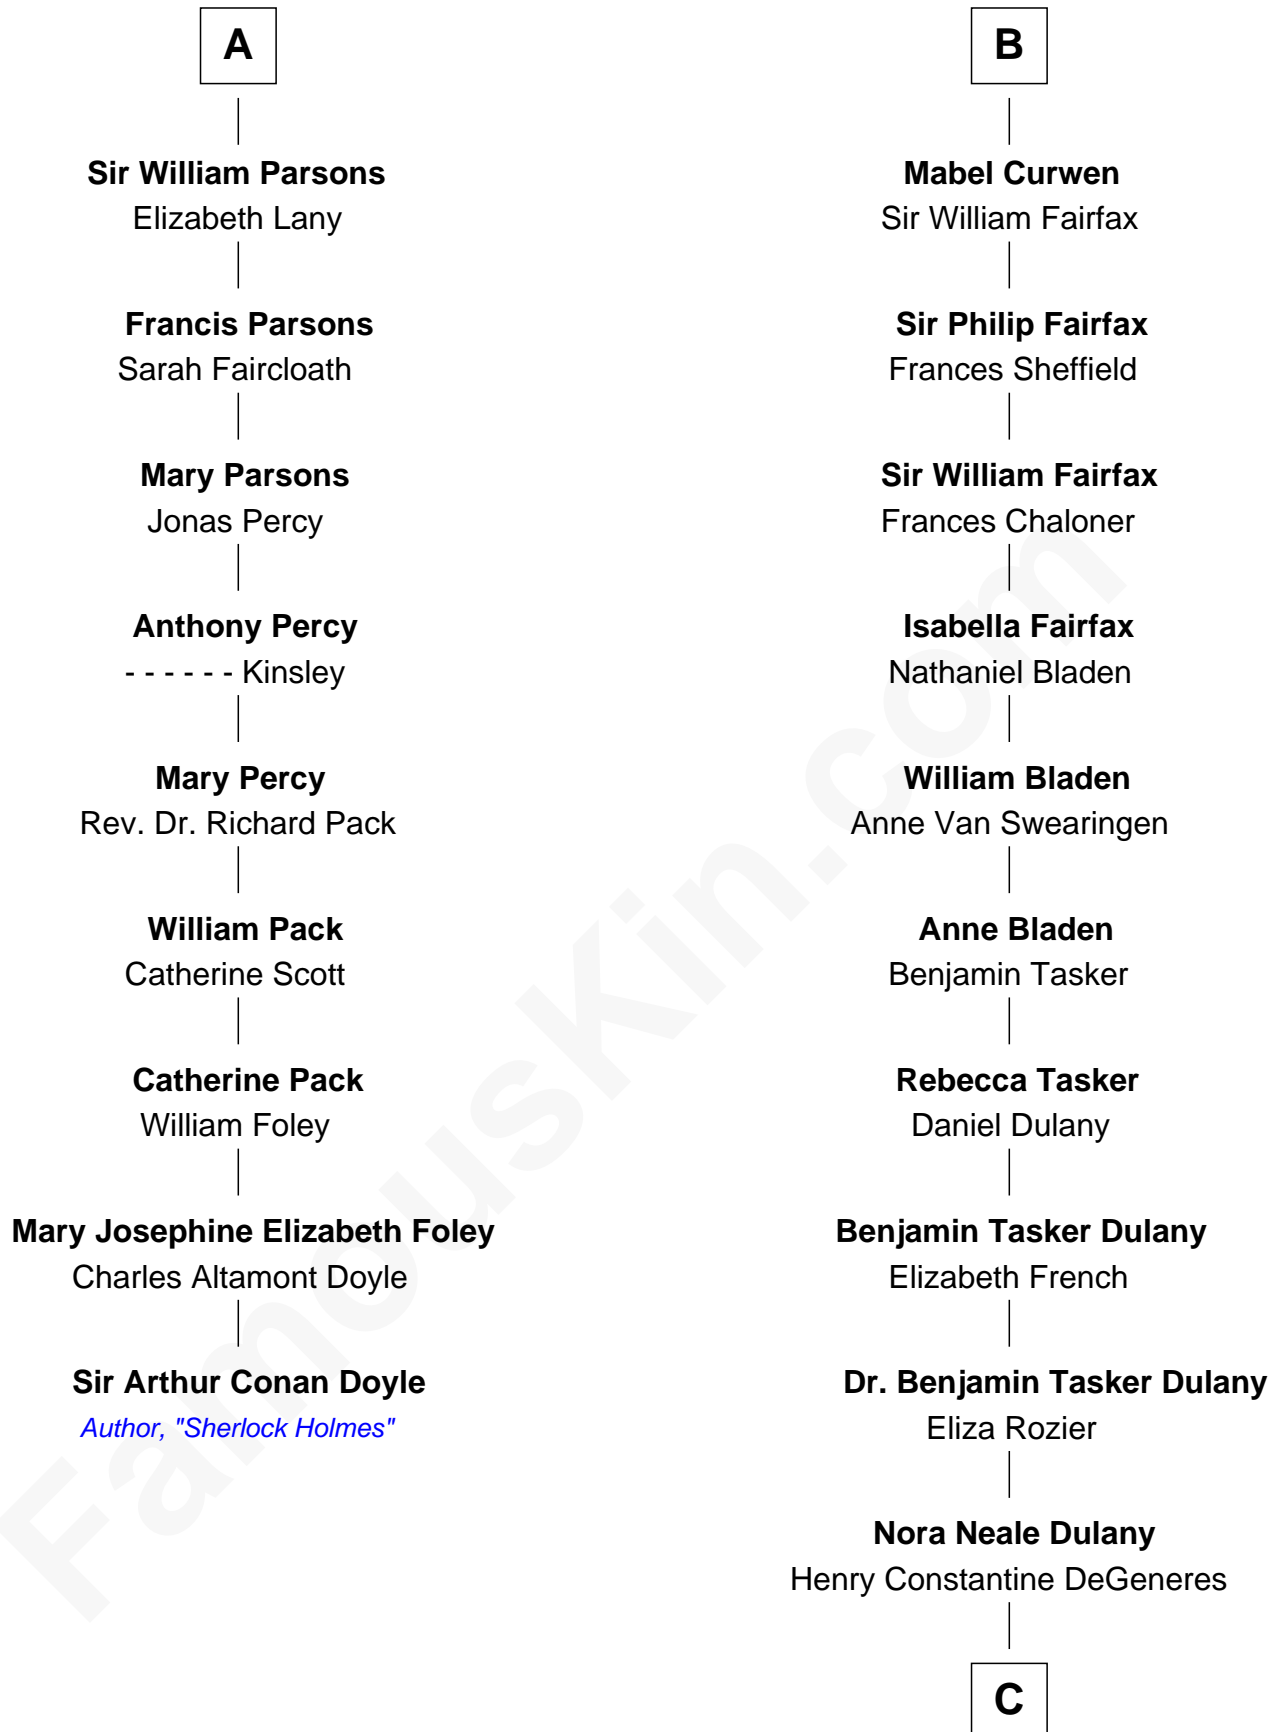 A
Sir William Parsons
Elizabeth Lany
Francis Parsons
Sarah Faircloath
Mary Parsons
Jonas Percy
Anthony Percy
- - - - - - Kinsley
Mary Percy
Rev. Dr. Richard Pack
William Pack
Catherine Scott
Catherine Pack
William Foley
Mary Josephine Elizabeth Foley
Charles Altamont Doyle
Sir Arthur Conan Doyle
Author, "Sherlock Holmes"
B
Mabel Curwen
Sir William Fairfax
Sir Philip Fairfax
Frances Sheffield
Sir William Fairfax
Frances Chaloner
Isabella Fairfax
Nathaniel Bladen
William Bladen
Anne Van Swearingen
Anne Bladen
Benjamin Tasker
Rebecca Tasker
Daniel Dulany
Benjamin Tasker Dulany
Elizabeth French
Dr. Benjamin Tasker Dulany
Eliza Rozier
Nora Neale Dulany
Henry Constantine DeGeneres
C
FamousKin.com